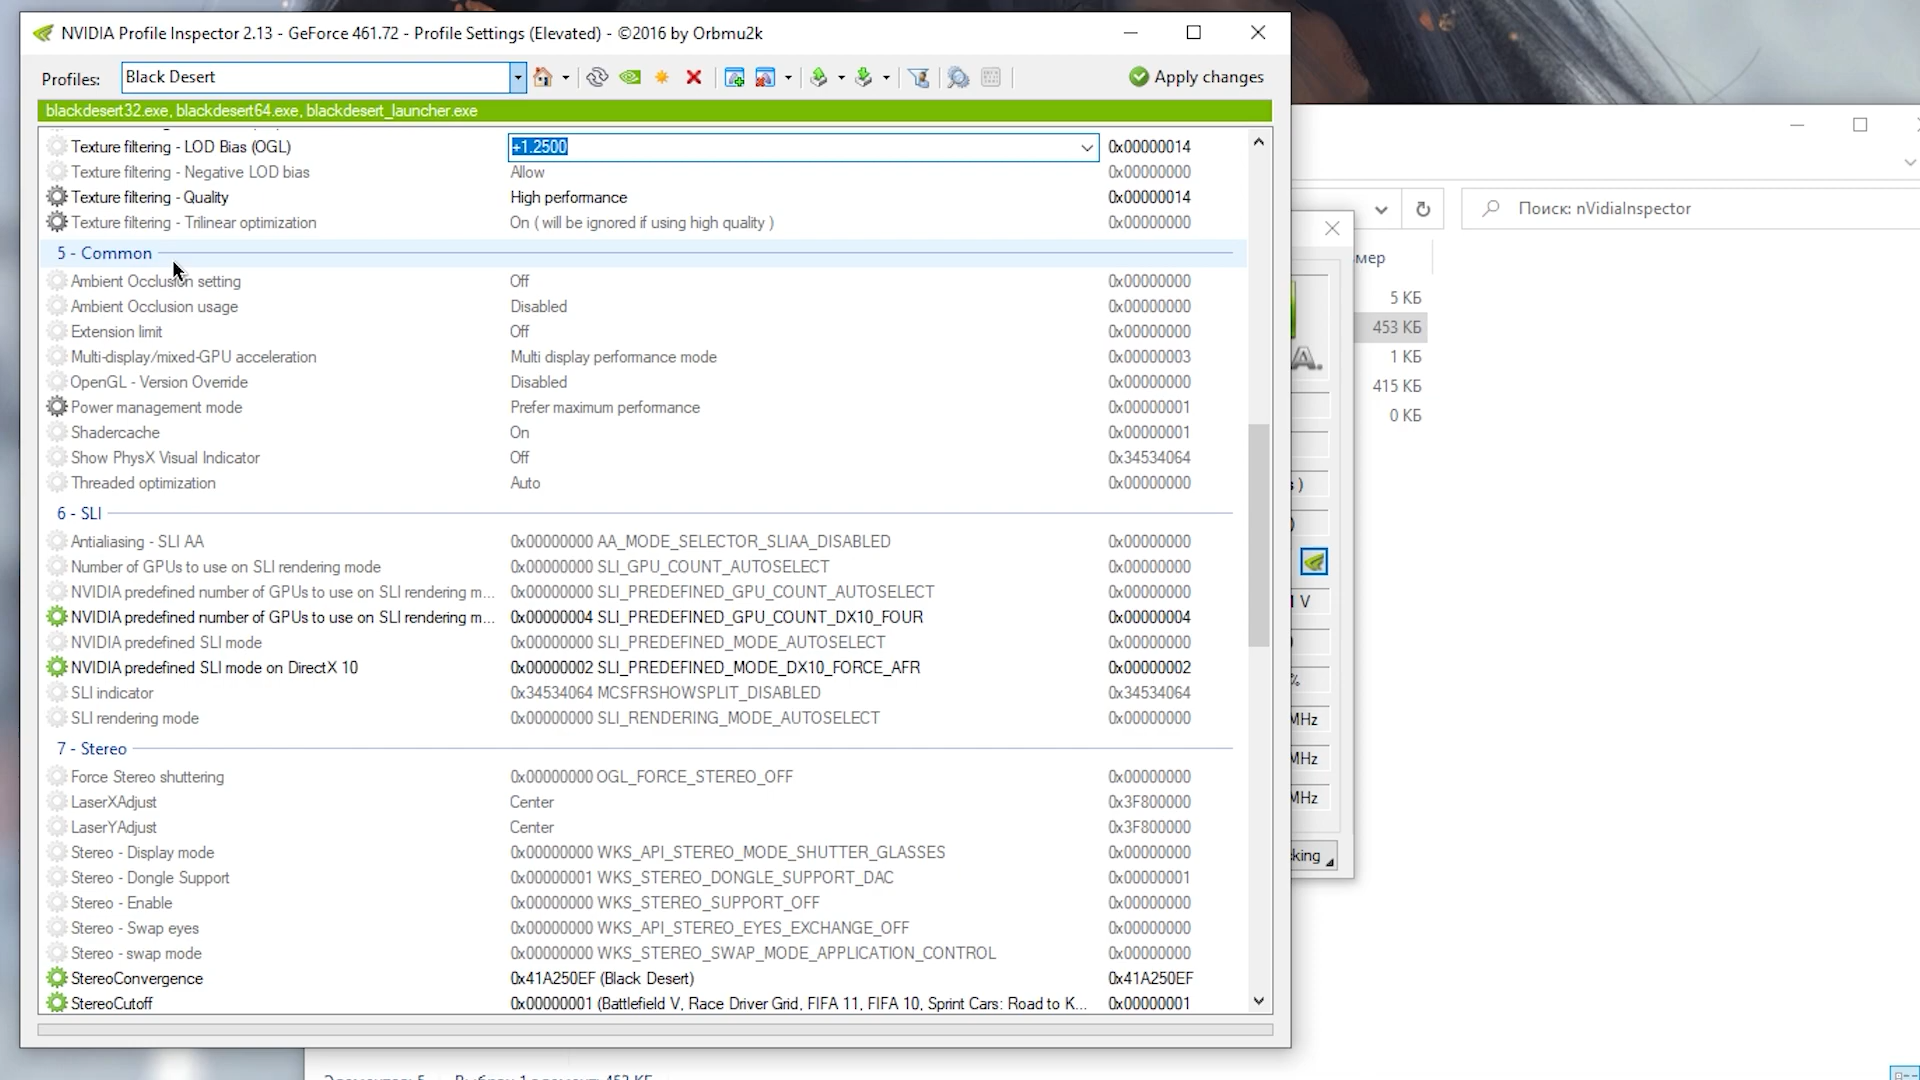 NVIDIA Profile Inspector 2.13 - GeForce 461.72 - Profile Settings (Elevated) - ©2016 by Orbmu2k
Profiles: Black Desert Apply changes
blackdesert32.exe, blackdesert64.exe, blackdesert_launcher.exe
Texture filtering - LOD Bias (OGL) +1.2500 0x00000014
Texture filtering - Negative LOD bias Allow 0x00000000
Texture filtering - Quality High performance 0x00000014
Texture filtering - Trilinear optimization On ( will be ignored if using high quality ) 0x00000000
5 - Common
Ambient Occlusion setting Off 0x00000000
Ambient Occlusion usage Disabled 0x00000000
Extension limit Off 0x00000000
Multi-display/mixed-GPU acceleration Multi display performance mode 0x00000003
OpenGL - Version Override Disabled 0x00000000
Power management mode Prefer maximum performance 0x00000001
Shadercache On 0x00000001
Show PhysX Visual Indicator Off 0x34534064
Threaded optimization Auto 0x00000000
6 - SLI
Antialiasing - SLI AA 0x00000000 AA_MODE_SELECTOR_SLIAA_DISABLED 0x00000000
Number of GPUs to use on SLI rendering mode 0x00000000 SLI_GPU_COUNT_AUTOSELECT 0x00000000
NVIDIA predefined number of GPUs to use on SLI rendering m... 0x00000000 SLI_PREDEFINED_GPU_COUNT_AUTOSELECT 0x00000000
NVIDIA predefined number of GPUs to use on SLI rendering m... 0x00000004 SLI_PREDEFINED_GPU_COUNT_DX10_FOUR 0x00000004
NVIDIA predefined SLI mode 0x00000000 SLI_PREDEFINED_MODE_AUTOSELECT 0x00000000
NVIDIA predefined SLI mode on DirectX 10 0x00000002 SLI_PREDEFINED_MODE_DX10_FORCE_AFR 0x00000002
SLI indicator 0x34534064 MCSFRSHOWSPLIT_DISABLED 0x34534064
SLI rendering mode 0x00000000 SLI_RENDERING_MODE_AUTOSELECT 0x00000000
7 - Stereo
Force Stereo shuttering 0x00000000 OGL_FORCE_STEREO_OFF 0x00000000
LaserXAdjust Center 0x3F800000
LaserYAdjust Center 0x3F800000
Stereo - Display mode 0x00000000 WKS_API_STEREO_MODE_SHUTTER_GLASSES 0x00000000
Stereo - Dongle Support 0x00000001 WKS_STEREO_DONGLE_SUPPORT_DAC 0x00000001
Stereo - Enable 0x00000000 WKS_STEREO_SUPPORT_OFF 0x00000000
Stereo - Swap eyes 0x00000000 WKS_API_STEREO_EYES_EXCHANGE_OFF 0x00000000
Stereo - swap mode 0x00000000 WKS_STEREO_SWAP_MODE_APPLICATION_CONTROL 0x00000000
StereoConvergence 0x41A250EF (Black Desert) 0x41A250EF
StereoCutoff 0x00000001 (Battlefield V, Race Driver Grid, FIFA 11, FIFA 10, Sprint Cars: Road to K... 0x00000001
Поиск: nVidiaInspector
мер
5 КБ
453 КБ
1 КБ
415 КБ
0 КБ
A.
)
)
V
%
MHz
MHz
MHz
king